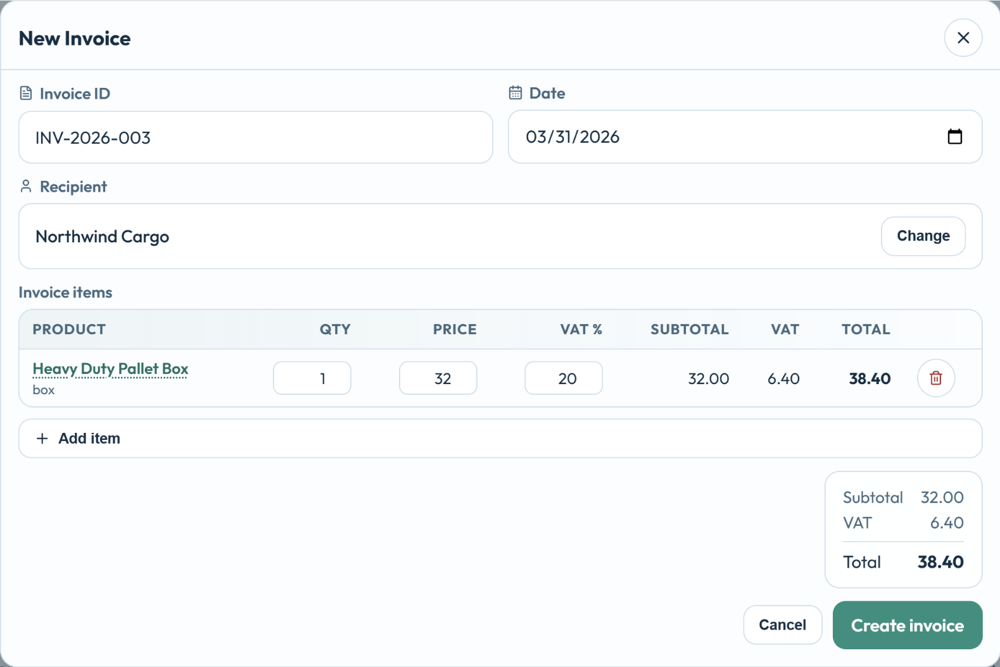 New Invoice
Invoice ID
Date
INV-2026-003
03/31/2026
Recipient
Northwind Cargo
Change
Invoice items
PRODUCT QTY PRICE VAT % SUBTOTAL VAT TOTAL
Heavy Duty Pallet Box 1 32 20 32.00 6.40 38.40
box
+ Add item
Subtotal 32.00
VAT 6.40
Total 38.40
Cancel
Create invoice